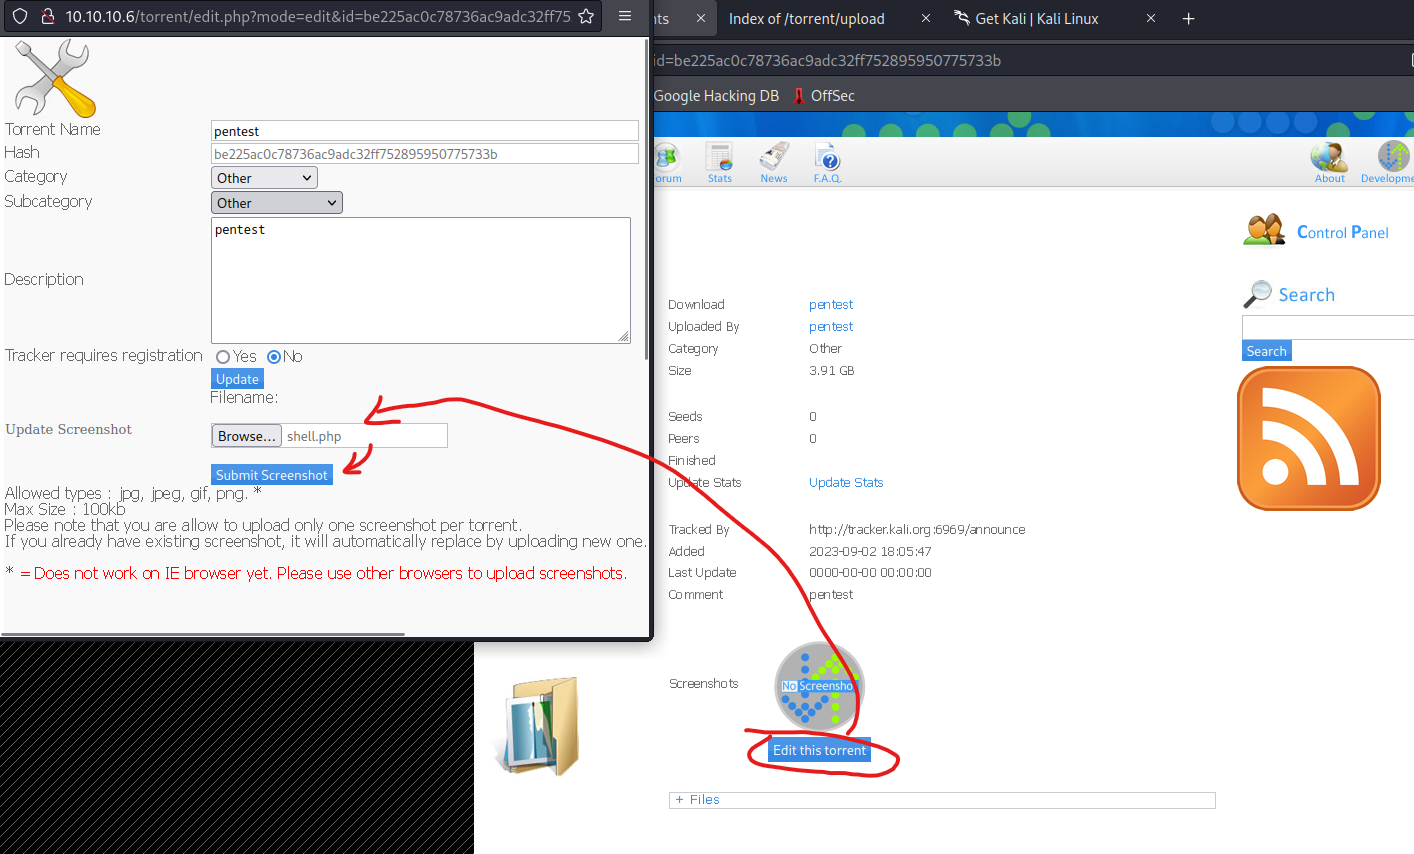 10.10.10.6/torrent/edit.php?mode=edit&id=be225ac0c78736ac9adc32ff75
Torrent Name
pentest
Hash
be225ac0c78736ac9adc32ff752895950775733b
Category
Other
Subcategory
Other
Description
pentest
Tracker requires registration
Yes No
Update
Filename:
Update Screenshot
Browse... shell.php
Submit Screenshot
Allowed types : jpg, jpeg, gif, png. *
Max Size : 100kb
Please note that you are allow to upload only one screenshot per torrent.
If you already have existing screenshot, it will automatically replace by uploading new one.
* = Does not work on IE browser yet. Please use other browsers to upload screenshots.
nts
Index of /torrent/upload
Get Kali | Kali Linux
id=be225ac0c78736ac9adc32ff752895950775733b
Google Hacking DB OffSec
orum Stats News F.A.Q. About Developme
Control Panel
Search
Search
Download pentest
Uploaded By pentest
Category Other
Size 3.91 GB
Seeds 0
Peers 0
Finished
Update Stats Update Stats
Tracked By http://tracker.kali.org:6969/announce
Added 2023-09-02 18:05:47
Last Update 0000-00-00 00:00:00
Comment pentest
Screenshots
No Screenshot
Edit this torrent
+ Files